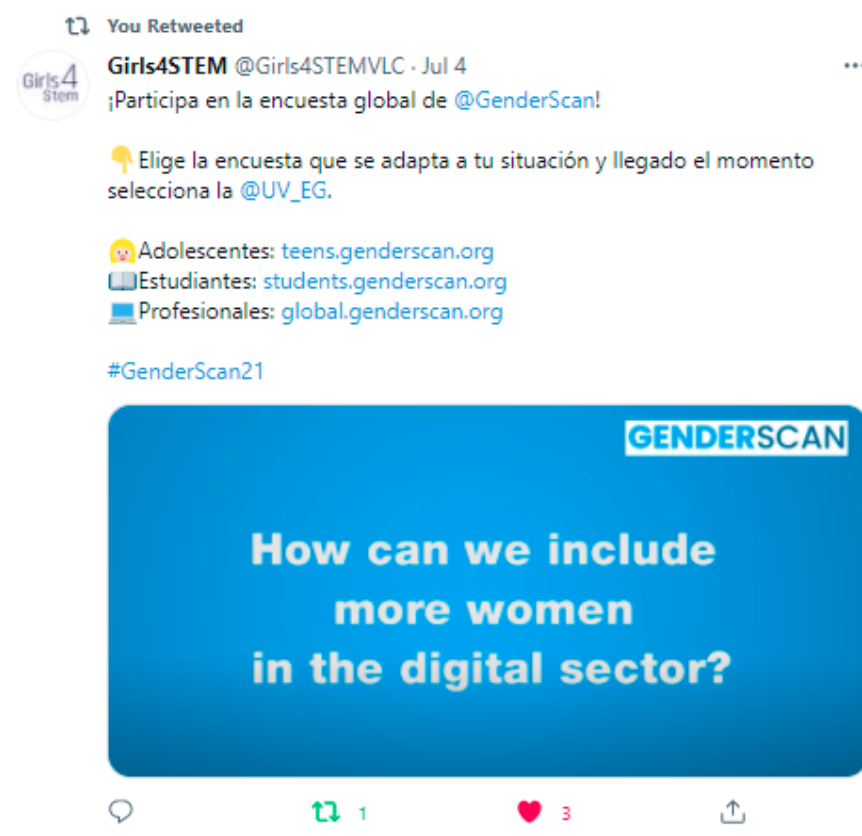 You Retweeted
Girls4STEM @Girls4STEMVLC · Jul 4
Girls4
Stem
¡Participa en la encuesta global de @GenderScan!
👇Elige la encuesta que se adapta a tu situación y llegado el momento
selecciona la @UV_EG.
👧Adolescentes: teens.genderscan.org
📖Estudiantes: students.genderscan.org
💻Profesionales: global.genderscan.org
#GenderScan21
GENDERSCAN
How can we include
more women
in the digital sector?
1
3